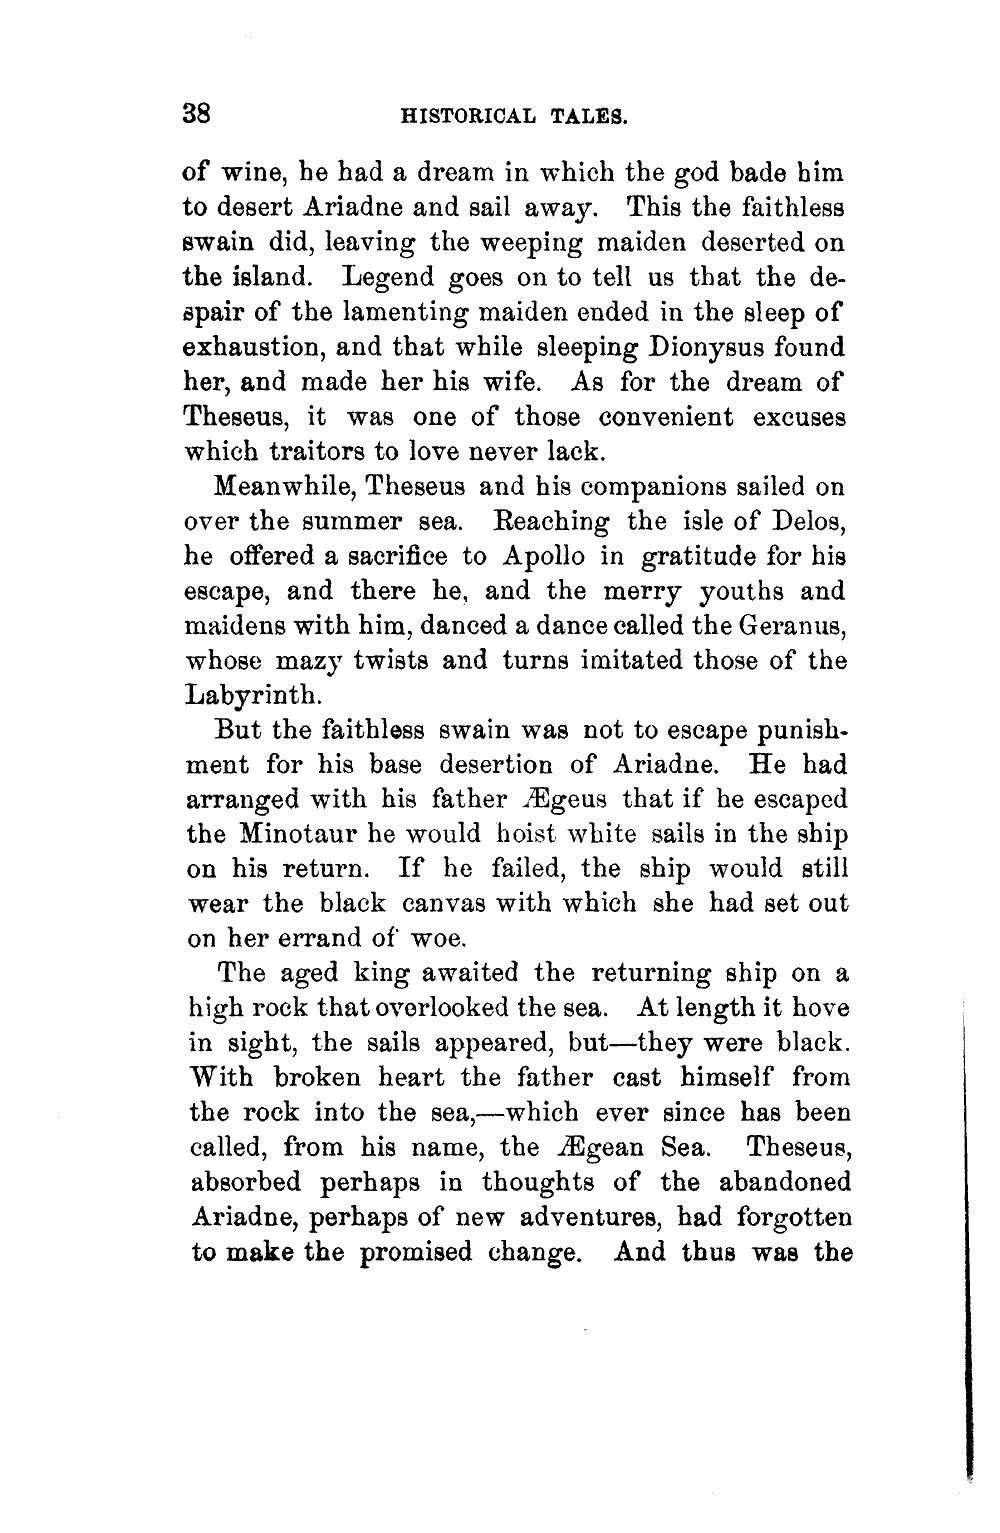 38 HISTORICAL TALES.
of wine, he had a dream in which the god bade him
to desert Ariadne and sail away. This the faithless
swain did, leaving the weeping maiden deserted on
the island. Legend goes on to tell us that the de-
spair of the lamenting maiden ended in the sleep of
exhaustion, and that while sleeping Dionysus found
her, and made her his wife. As for the dream of
Theseus, it was one of those convenient excuses
which traitors to love never lack.
Meanwhile, Theseus and his companions sailed on
over the summer sea. Reaching the isle of Delos,
he offered a sacrifice to Apollo in gratitude for his
escape, and there he, and the merry youths and
maidens with him, danced a dance called the Geranus,
whose mazy twists and turns imitated those of the
Labyrinth.
But the faithless swain was not to escape punish-
ment for his base desertion of Ariadne. He had
arranged with his father Ægeus that if he escaped
the Minotaur he would hoist white sails in the ship
on his return. If he failed, the ship would still
wear the black canvas with which she had set out
on her errand of woe.
The aged king awaited the returning ship on a
high rock that overlooked the sea. At length it hove
in sight, the sails appeared, but—they were black.
With broken heart the father cast himself from
the rock into the sea,—which ever since has been
called, from his name, the Ægean Sea. Theseus,
absorbed perhaps in thoughts of the abandoned
Ariadne, perhaps of new adventures, had forgotten
to make the promised change. And thus was the